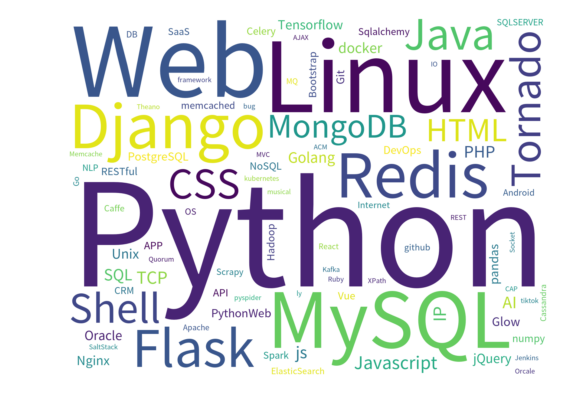 DB
SaaS
Celery
Tensorflow
Sqlalchemy
SQLSERVER
AJAX
Java
Web
Linux
docker
IO
Tornado
framework
Bootstrap
Git
MQ
Theano
memcached
bug
Django
MongoDB
HTML
Memcache
PostgreSQL
MVC
ACM
Golang
DevOps
PHP
NLP
RESTful
NoSQL
Go
CSS
kubernetes
Redis
Android
musical
Caffe
OS
Internet
REST
Python
Hadoop
React
github
Socket
Unix
APP
Quorum
pandas
SQL
TCP
Scrapy
Kafka
Ruby
XPath
CAP
CRM
API
pyspider
ly
Vue
AI
tiktok
Cassandra
Shell
PythonWeb
MySQL
IP
Glow
Oracle
Apache
SaltStack
Flask
numpy
Nginx
Spark
js
Javascript
jQuery
Jenkins
ElasticSearch
Orcale